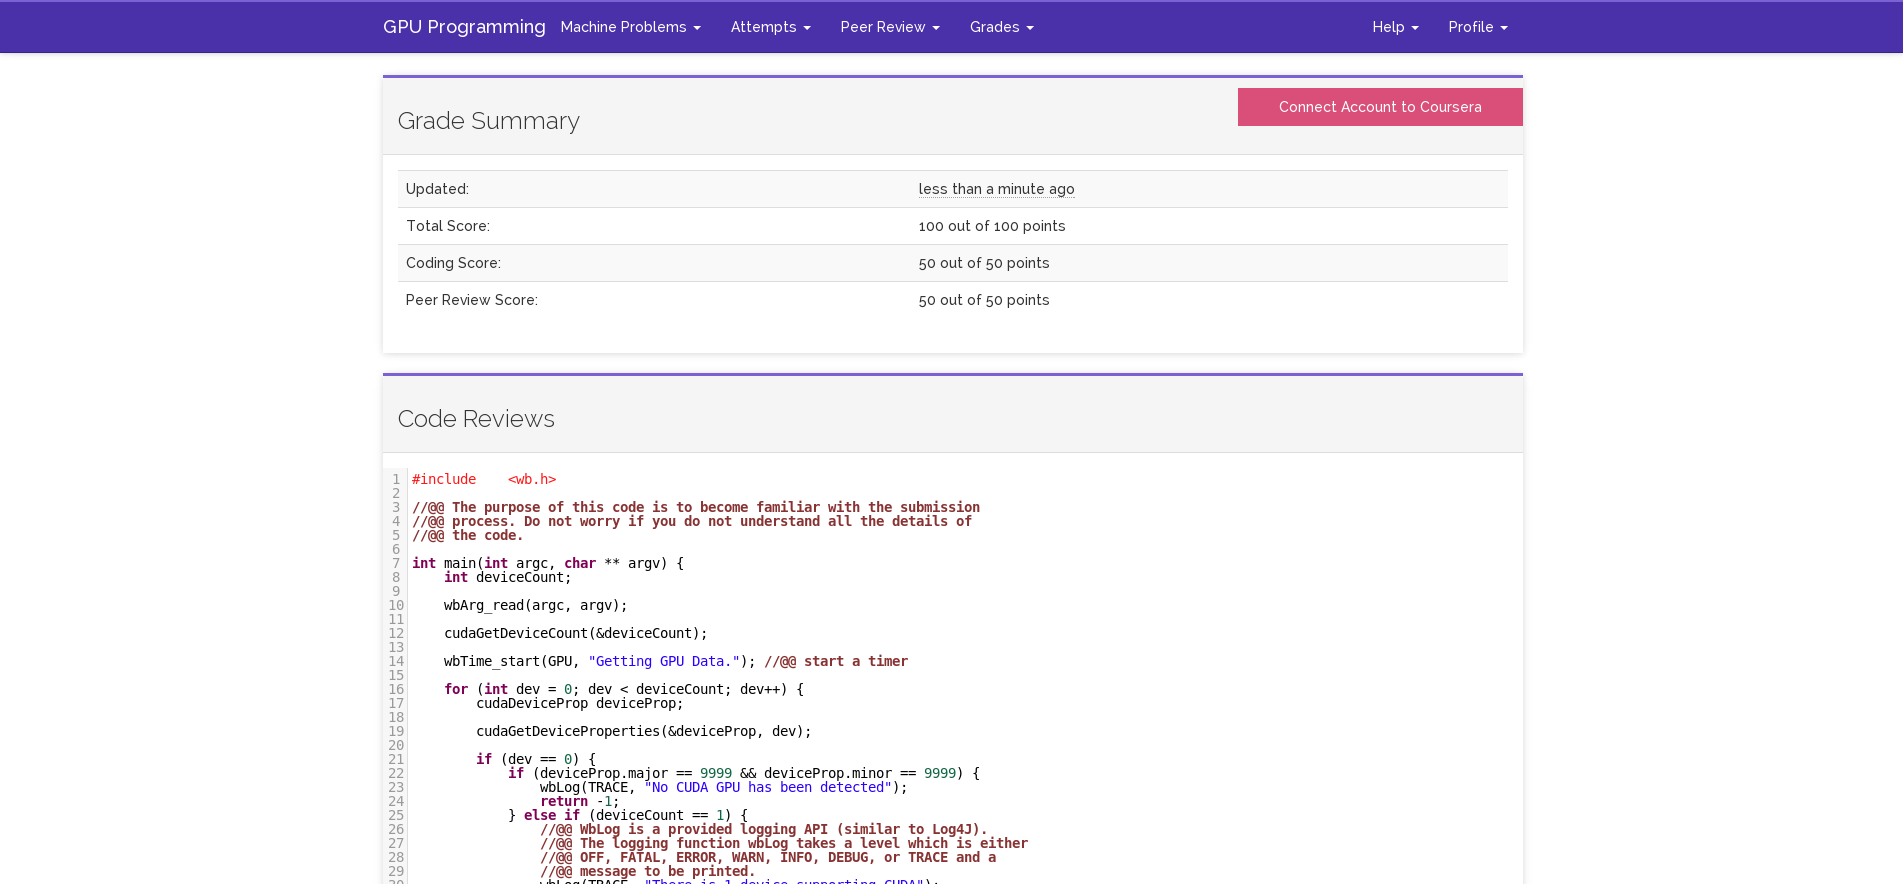 GPU Programming Machine Problems Attempts Peer Review Grades Help Profile
Connect Account to Coursera
Grade Summary
Updated: less than a minute ago
Total Score: 100 out of 100 points
Coding Score: 50 out of 50 points
Peer Review Score: 50 out of 50 points
Code Reviews
1 #include    <wb.h>
2
3 //@@ The purpose of this code is to become familiar with the submission
4 //@@ process. Do not worry if you do not understand all the details of
5 //@@ the code.
6
7 int main(int argc, char ** argv) {
8     int deviceCount;
9
10     wbArg_read(argc, argv);
11
12     cudaGetDeviceCount(&deviceCount);
13
14     wbTime_start(GPU, "Getting GPU Data."); //@@ start a timer
15
16     for (int dev = 0; dev < deviceCount; dev++) {
17         cudaDeviceProp deviceProp;
18
19         cudaGetDeviceProperties(&deviceProp, dev);
20
21         if (dev == 0) {
22             if (deviceProp.major == 9999 && deviceProp.minor == 9999) {
23                 wbLog(TRACE, "No CUDA GPU has been detected");
24                 return -1;
25             } else if (deviceCount == 1) {
26                 //@@ WbLog is a provided logging API (similar to Log4J).
27                 //@@ The logging function wbLog takes a level which is either
28                 //@@ OFF, FATAL, ERROR, WARN, INFO, DEBUG, or TRACE and a
29                 //@@ message to be printed.
30                 wbLog(TRACE, "There is 1 device supporting CUDA");